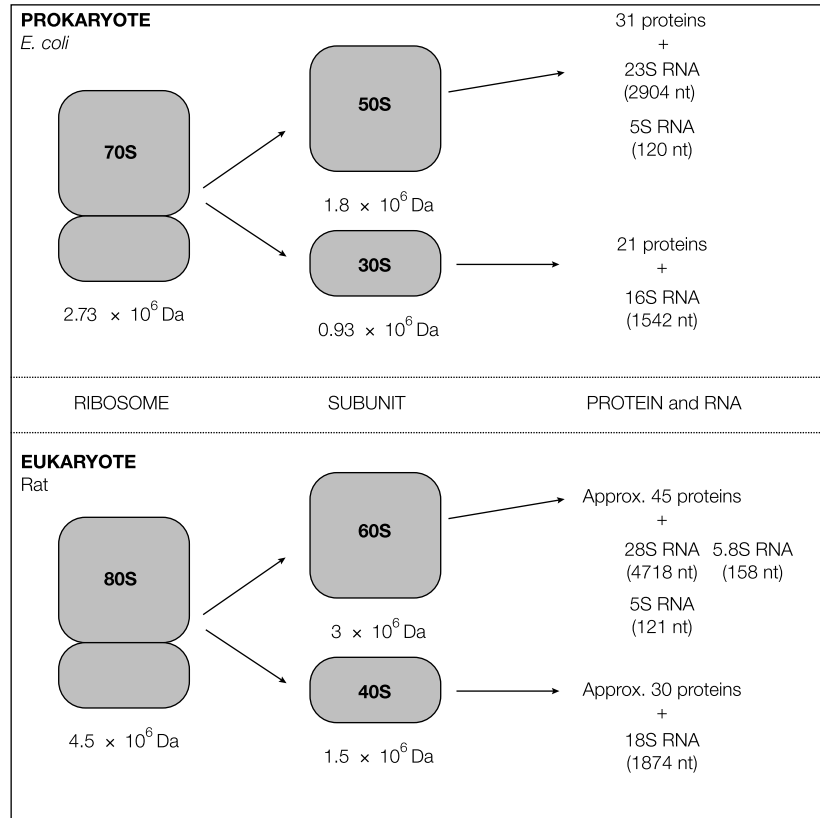 PROKARYOTE
E. coli
70S
2.73 × 10⁶ Da
50S
1.8 × 10⁶ Da
30S
0.93 × 10⁶ Da
31 proteins
+
23S RNA
(2904 nt)
5S RNA
(120 nt)
21 proteins
+
16S RNA
(1542 nt)
RIBOSOME SUBUNIT PROTEIN and RNA
EUKARYOTE
Rat
80S
4.5 × 10⁶ Da
60S
3 × 10⁶ Da
40S
1.5 × 10⁶ Da
Approx. 45 proteins
+
28S RNA 5.8S RNA
(4718 nt) (158 nt)
5S RNA
(121 nt)
Approx. 30 proteins
+
18S RNA
(1874 nt)